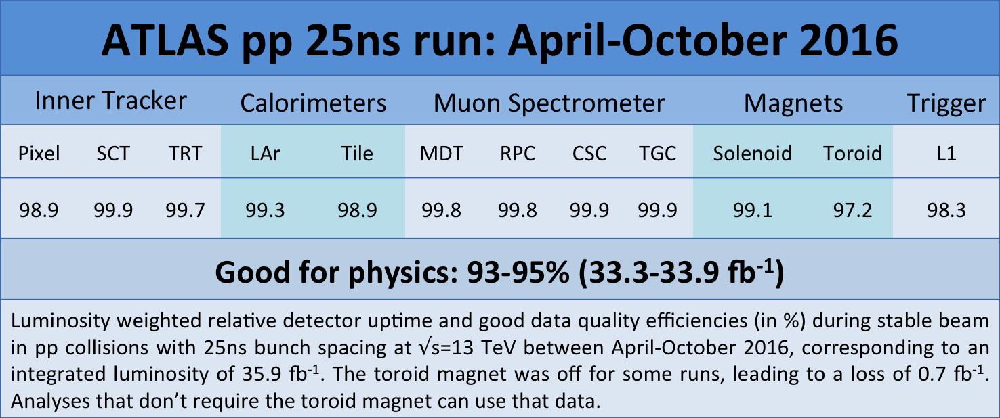 ATLAS pp 25ns run: April-October 2016
Inner Tracker Calorimeters Muon Spectrometer Magnets Trigger
Pixel SCT TRT LAr Tile MDT RPC CSC TGC Solenoid Toroid L1
98.9 99.9 99.7 99.3 98.9 99.8 99.8 99.9 99.9 99.1 97.2 98.3
Good for physics: 93-95% (33.3-33.9 fb⁻¹)
Luminosity weighted relative detector uptime and good data quality efficiencies (in %) during stable beam
in pp collisions with 25ns bunch spacing at √s=13 TeV between April-October 2016, corresponding to an
integrated luminosity of 35.9 fb⁻¹. The toroid magnet was off for some runs, leading to a loss of 0.7 fb⁻¹.
Analyses that don’t require the toroid magnet can use that data.